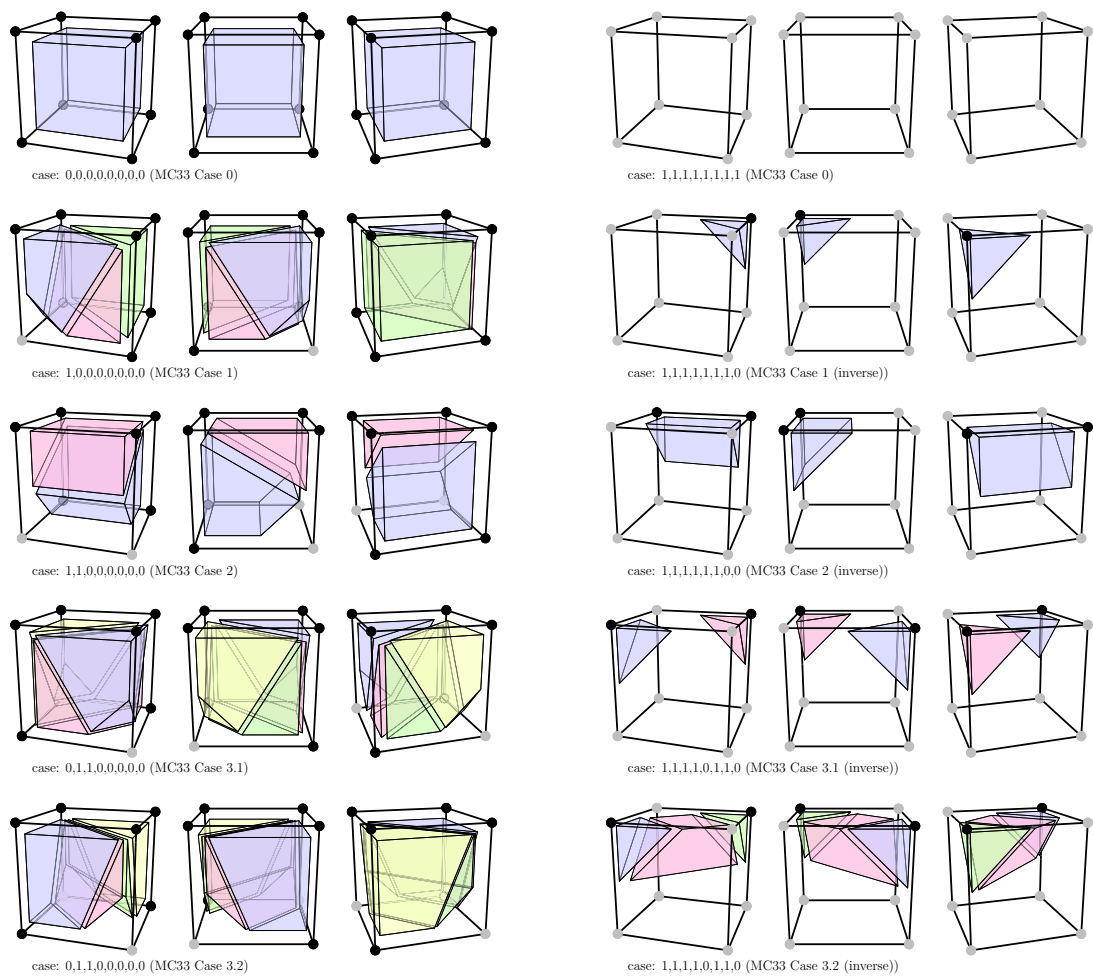 case: 0,0,0,0,0,0,0,0 (MC33 Case 0)
case: 1,1,1,1,1,1,1,1 (MC33 Case 0)
case: 1,0,0,0,0,0,0,0 (MC33 Case 1)
case: 1,1,1,1,1,1,1,0 (MC33 Case 1 (inverse))
case: 1,1,0,0,0,0,0,0 (MC33 Case 2)
case: 1,1,1,1,1,1,0,0 (MC33 Case 2 (inverse))
case: 0,1,1,0,0,0,0,0 (MC33 Case 3.1)
case: 1,1,1,1,0,1,1,0 (MC33 Case 3.1 (inverse))
case: 0,1,1,0,0,0,0,0 (MC33 Case 3.2)
case: 1,1,1,1,0,1,1,0 (MC33 Case 3.2 (inverse))